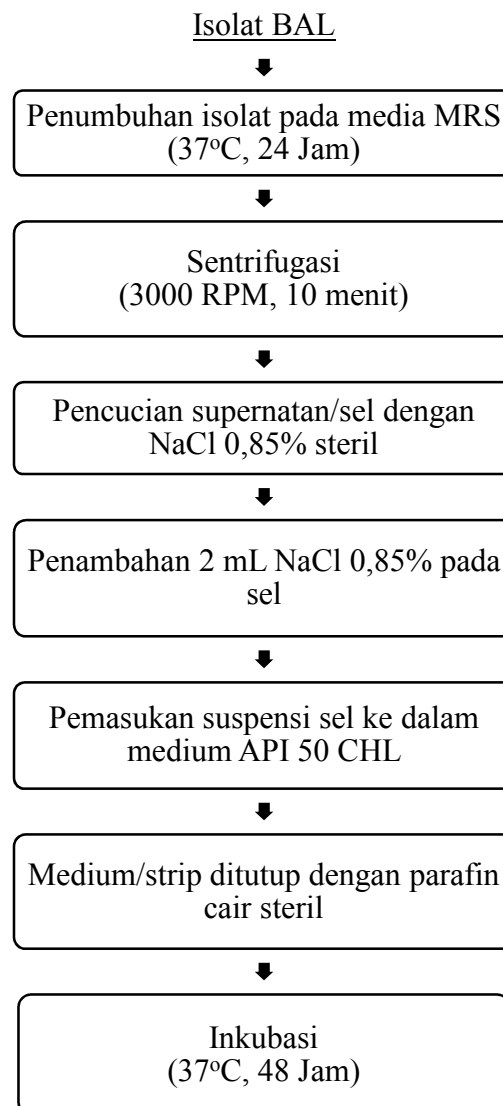 Isolat BAL
Penumbuhan isolat pada media MRS
(37°C, 24 Jam)
Sentrifugasi
(3000 RPM, 10 menit)
Pencucian supernatan/sel dengan
NaCl 0,85% steril
Penambahan 2 mL NaCl 0,85% pada
sel
Pemasukan suspensi sel ke dalam
medium API 50 CHL
Medium/strip ditutup dengan parafin
cair steril
Inkubasi
(37°C, 48 Jam)